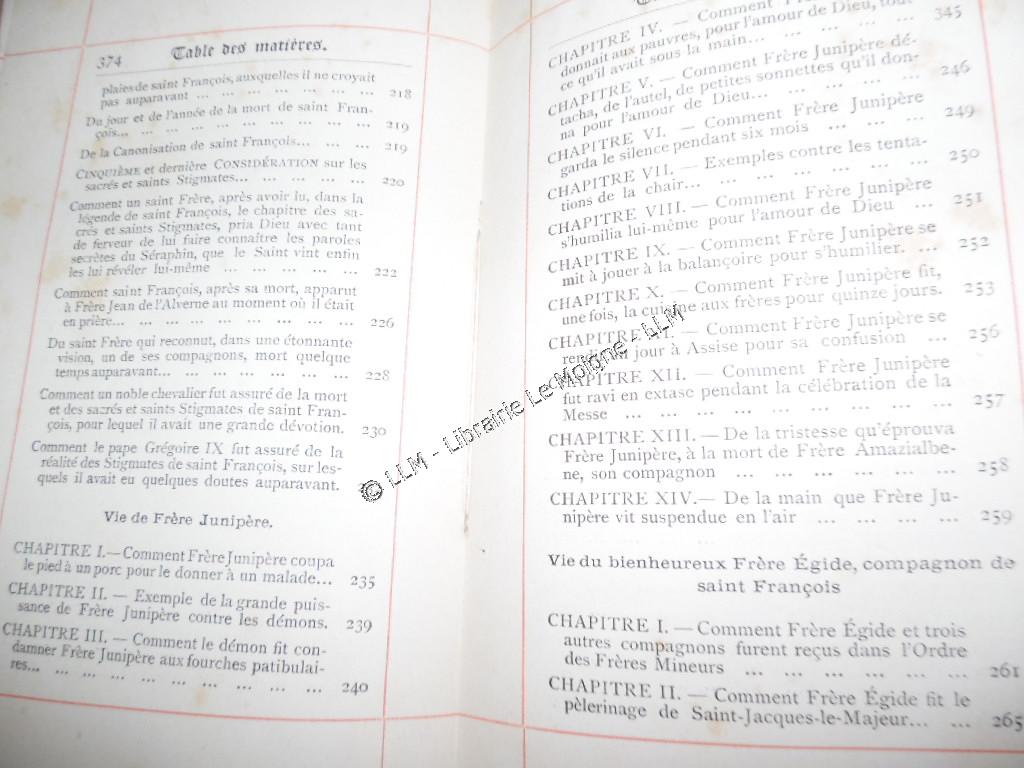 374 Table des matières.
plaies de saint François, auxquelles il ne croyait
pas auparavant ... ... ... ... ... ... ... 218
Du jour et de l'année de la mort de saint Fran-
çois... ... ... ... ... ... ... ... ... ... 219
De la Canonisation de saint François... ... ... 219
CINQUIÈME et dernière CONSIDÉRATION sur les
sacrés et saints Stigmates... ... ... ... ... 220
Comment un saint Frère, après avoir lu, dans la
légende de saint François, le chapitre des sa-
crés et saints Stigmates, pria Dieu avec tant
de ferveur de lui faire connaître les paroles
secrètes du Séraphin, que le Saint vint enfin
les lui révéler lui-même ... ... ... ... ... 222
Comment saint François, après sa mort, apparut
à Frère Jean de l'Alverne au moment où il était
en prière... ... ... ... ... ... ... ... ... 226
Du saint Frère qui reconnut, dans une étonnante
vision, un de ses compagnons, mort quelque
temps auparavant... ... ... ... ... ... ... 228
Comment un noble chevalier fut assuré de la mort
et des sacrés et saints Stigmates de saint Fran-
çois, pour lequel il avait une grande dévotion. 230
Comment le pape Grégoire IX fut assuré de la
réalité des Stigmates de saint François, sur les-
quels il avait eu quelques doutes auparavant.
Vie de Frère Junipère.
CHAPITRE I.—Comment Frère Junipère coupa
le pied à un porc pour le donner à un malade... 235
CHAPITRE II. — Exemple de la grande puis-
sance de Frère Junipère contre les démons. 239
CHAPITRE III. — Comment le démon fit con-
damner Frère Junipère aux fourches patibulai-
res... ... ... ... ... ... ... ... ... ... 240
CHAPITRE IV. — Comment Frère Junipère
donnait aux pauvres, pour l'amour de Dieu, tout
ce qu'il avait sous la main... ... ... ... 345
CHAPITRE V. — Comment Frère Junipère dé-
tacha, de l'autel, de petites sonnettes qu'il don-
na pour l'amour de Dieu... ... ... ... ... 246
CHAPITRE VI. — Comment Frère Junipère
garda le silence pendant six mois ... ... ... 249
CHAPITRE VII. — Exemples contre les tenta-
tions de la chair... ... ... ... ... ... ... 250
CHAPITRE VIII. — Comment Frère Junipère
s'humilia lui-même pour l'amour de Dieu ... 251
CHAPITRE IX. — Comment Frère Junipère se
mit à jouer à la balançoire pour s'humilier. ... 252
CHAPITRE X. — Comment Frère Junipère fit,
une fois, la cuisine aux frères pour quinze jours. 253
CHAPITRE XI. — Comment Frère Junipère se
rendit un jour à Assise pour sa confusion ... 256
CHAPITRE XII. — Comment Frère Junipère
fut ravi en extase pendant la célébration de la
Messe ... ... ... ... ... ... ... ... ... 257
CHAPITRE XIII. — De la tristesse qu'éprouva
Frère Junipère, à la mort de Frère Amazialbe-
ne, son compagnon ... ... ... ... ... ... 258
CHAPITRE XIV.— De la main que Frère Ju-
nipère vit suspendue en l'air ... ... ... ... 259
Vie du bienheureux Frère Égide, compagnon de
saint François
CHAPITRE I. — Comment Frère Égide et trois
autres compagnons furent reçus dans l'Ordre
des Frères Mineurs ... ... ... ... ... ... 261
CHAPITRE II. — Comment Frère Égide fit le
pèlerinage de Saint-Jacques-le-Majeur... ... 265
© LLM - Librairie Le Moigne - LLM